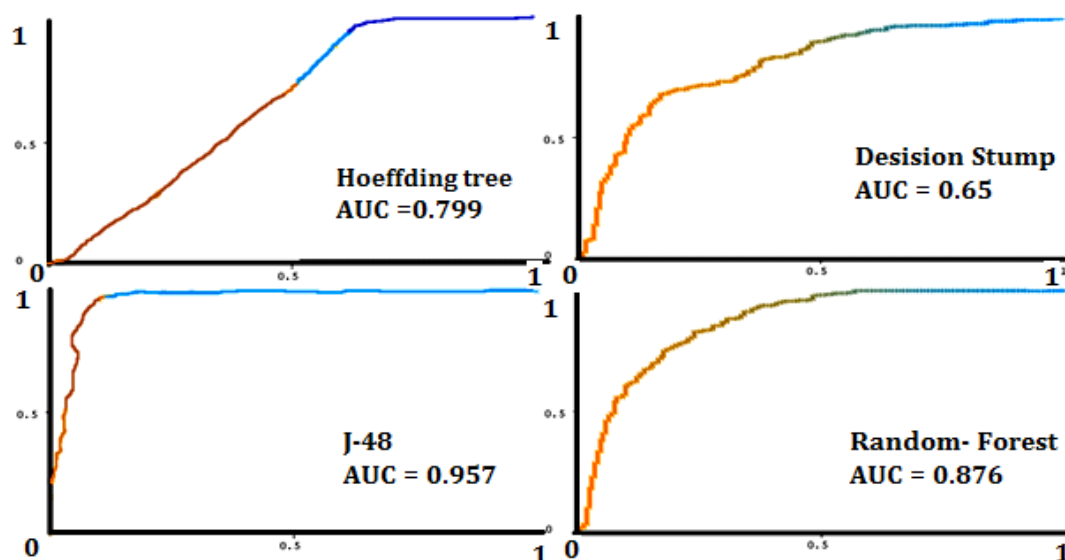 1
0.5
0
0
0.5
1
Hoeffding tree
AUC =0.799
1
0.5
0
0
0.5
1
Desision Stump
AUC = 0.65
1
0.5
0
0.5
1
J-48
AUC = 0.957
1
0.5
0
0
0.5
1
Random- Forest
AUC = 0.876